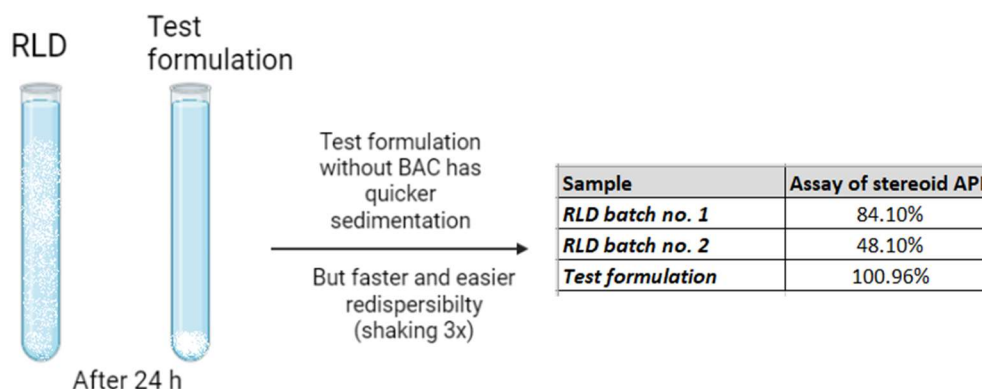 RLD
Test
formulation
After 24 h
Test formulation
without BAC has
quicker
sedimentation
But faster and easier
redispersibilty
(shaking 3x)
Sample Assay of stereoid API
RLD batch no. 1 84.10%
RLD batch no. 2 48.10%
Test formulation 100.96%